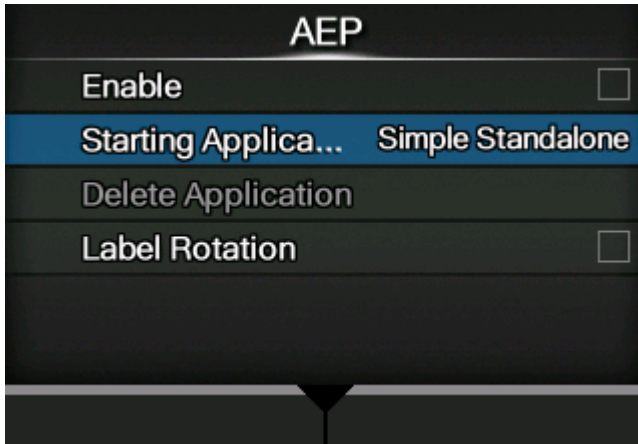 AEP
Enable
Starting Applica... Simple Standalone
Delete Application
Label Rotation